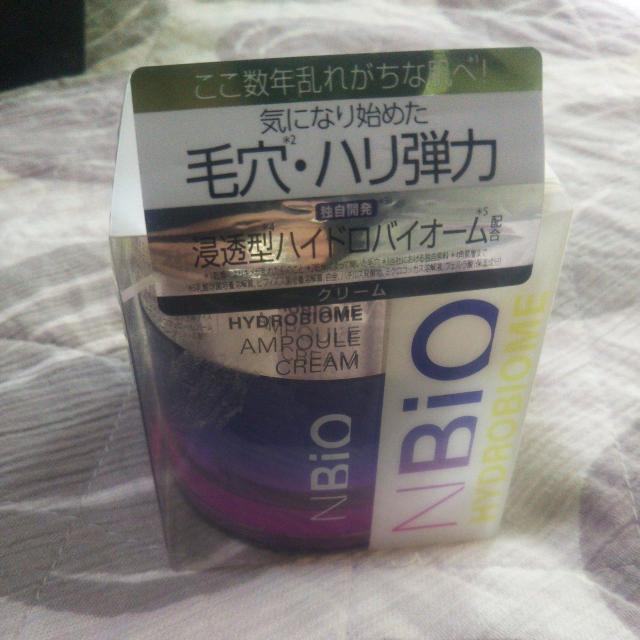 ここ数年乱れがちな肌へ!
気になり始めた
毛穴・ハリ弾力
*2
独自開発
浸透型ハイドロバイオーム
*5
配合
クリーム
HYDROBIOME
AMPOULE
CREAM
NBiO
NBiO
HYDROBIOME